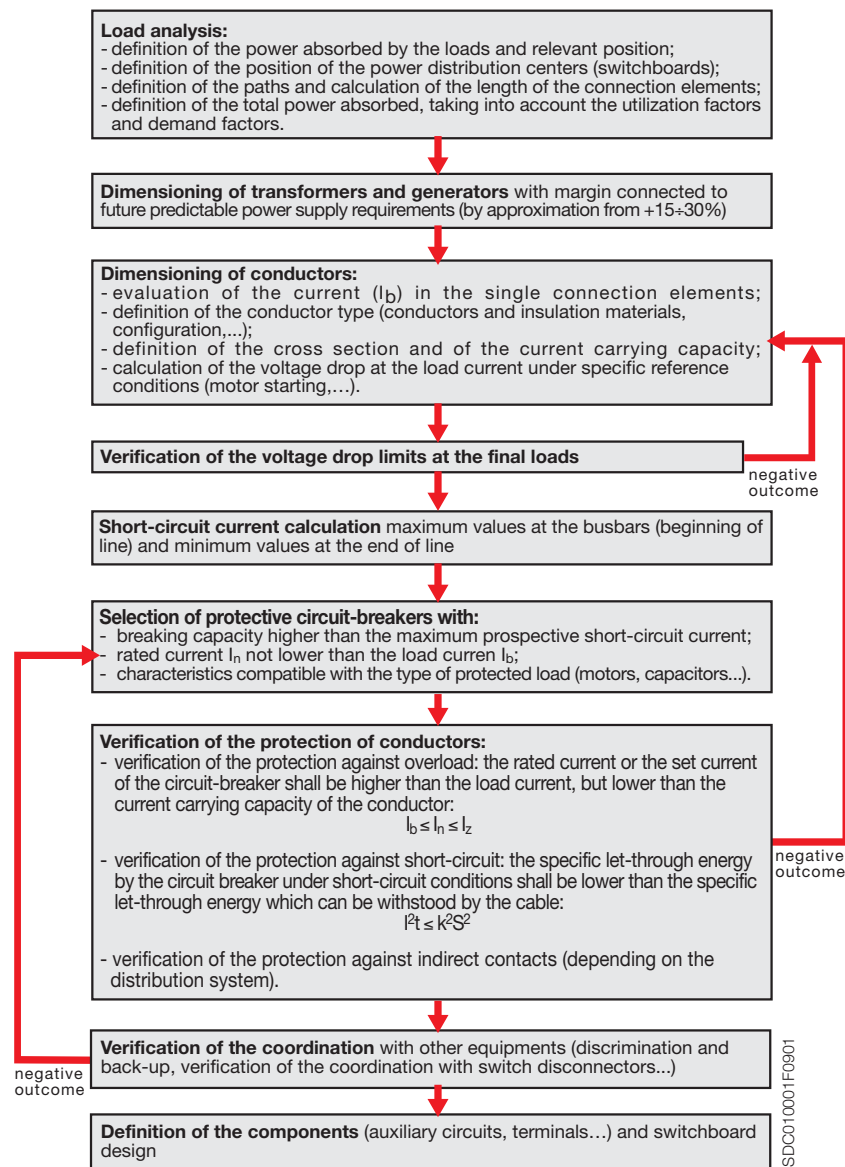 Load analysis:
- definition of the power absorbed by the loads and relevant position;
- definition of the position of the power distribution centers (switchboards);
- definition of the paths and calculation of the length of the connection elements;
- definition of the total power absorbed, taking into account the utilization factors
and demand factors.
Dimensioning of transformers and generators with margin connected to
future predictable power supply requirements (by approximation from +15÷30%)
Dimensioning of conductors:
- evaluation of the current (Ib) in the single connection elements;
- definition of the conductor type (conductors and insulation materials,
configuration,...);
- definition of the cross section and of the current carrying capacity;
- calculation of the voltage drop at the load current under specific reference
conditions (motor starting,…).
Verification of the voltage drop limits at the final loads
negative
outcome
Short-circuit current calculation maximum values at the busbars (beginning of
line) and minimum values at the end of line
Selection of protective circuit-breakers with:
- breaking capacity higher than the maximum prospective short-circuit current;
- rated current In not lower than the load curren Ib;
- characteristics compatible with the type of protected load (motors, capacitors...).
Verification of the protection of conductors:
- verification of the protection against overload: the rated current or the set current
of the circuit-breaker shall be higher than the load current, but lower than the
current carrying capacity of the conductor:
Ib ≤ In ≤ Iz
- verification of the protection against short-circuit: the specific let-through energy
by the circuit breaker under short-circuit conditions shall be lower than the specific
let-through energy which can be withstood by the cable:
I²t ≤ k²S²
- verification of the protection against indirect contacts (depending on the
distribution system).
negative
outcome
Verification of the coordination with other equipments (discrimination and
back-up, verification of the coordination with switch disconnectors...)
negative
outcome
Definition of the components (auxiliary circuits, terminals…) and switchboard
design
SDC010001F0901